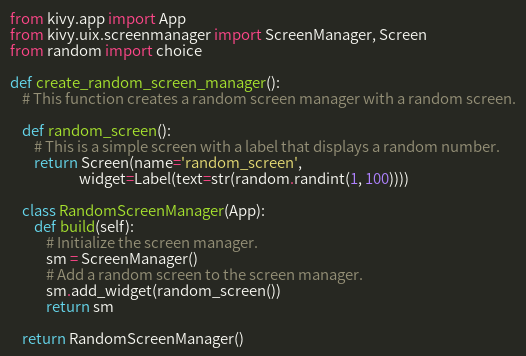 from kivy.app import App
from kivy.uix.screenmanager import ScreenManager, Screen
from random import choice

def create_random_screen_manager():
    # This function creates a random screen manager with a random screen.

    def random_screen():
        # This is a simple screen with a label that displays a random number.
        return Screen(name='random_screen',
                      widget=Label(text=str(random.randint(1, 100))))

    class RandomScreenManager(App):
        def build(self):
            # Initialize the screen manager.
            sm = ScreenManager()
            # Add a random screen to the screen manager.
            sm.add_widget(random_screen())
            return sm

    return RandomScreenManager()